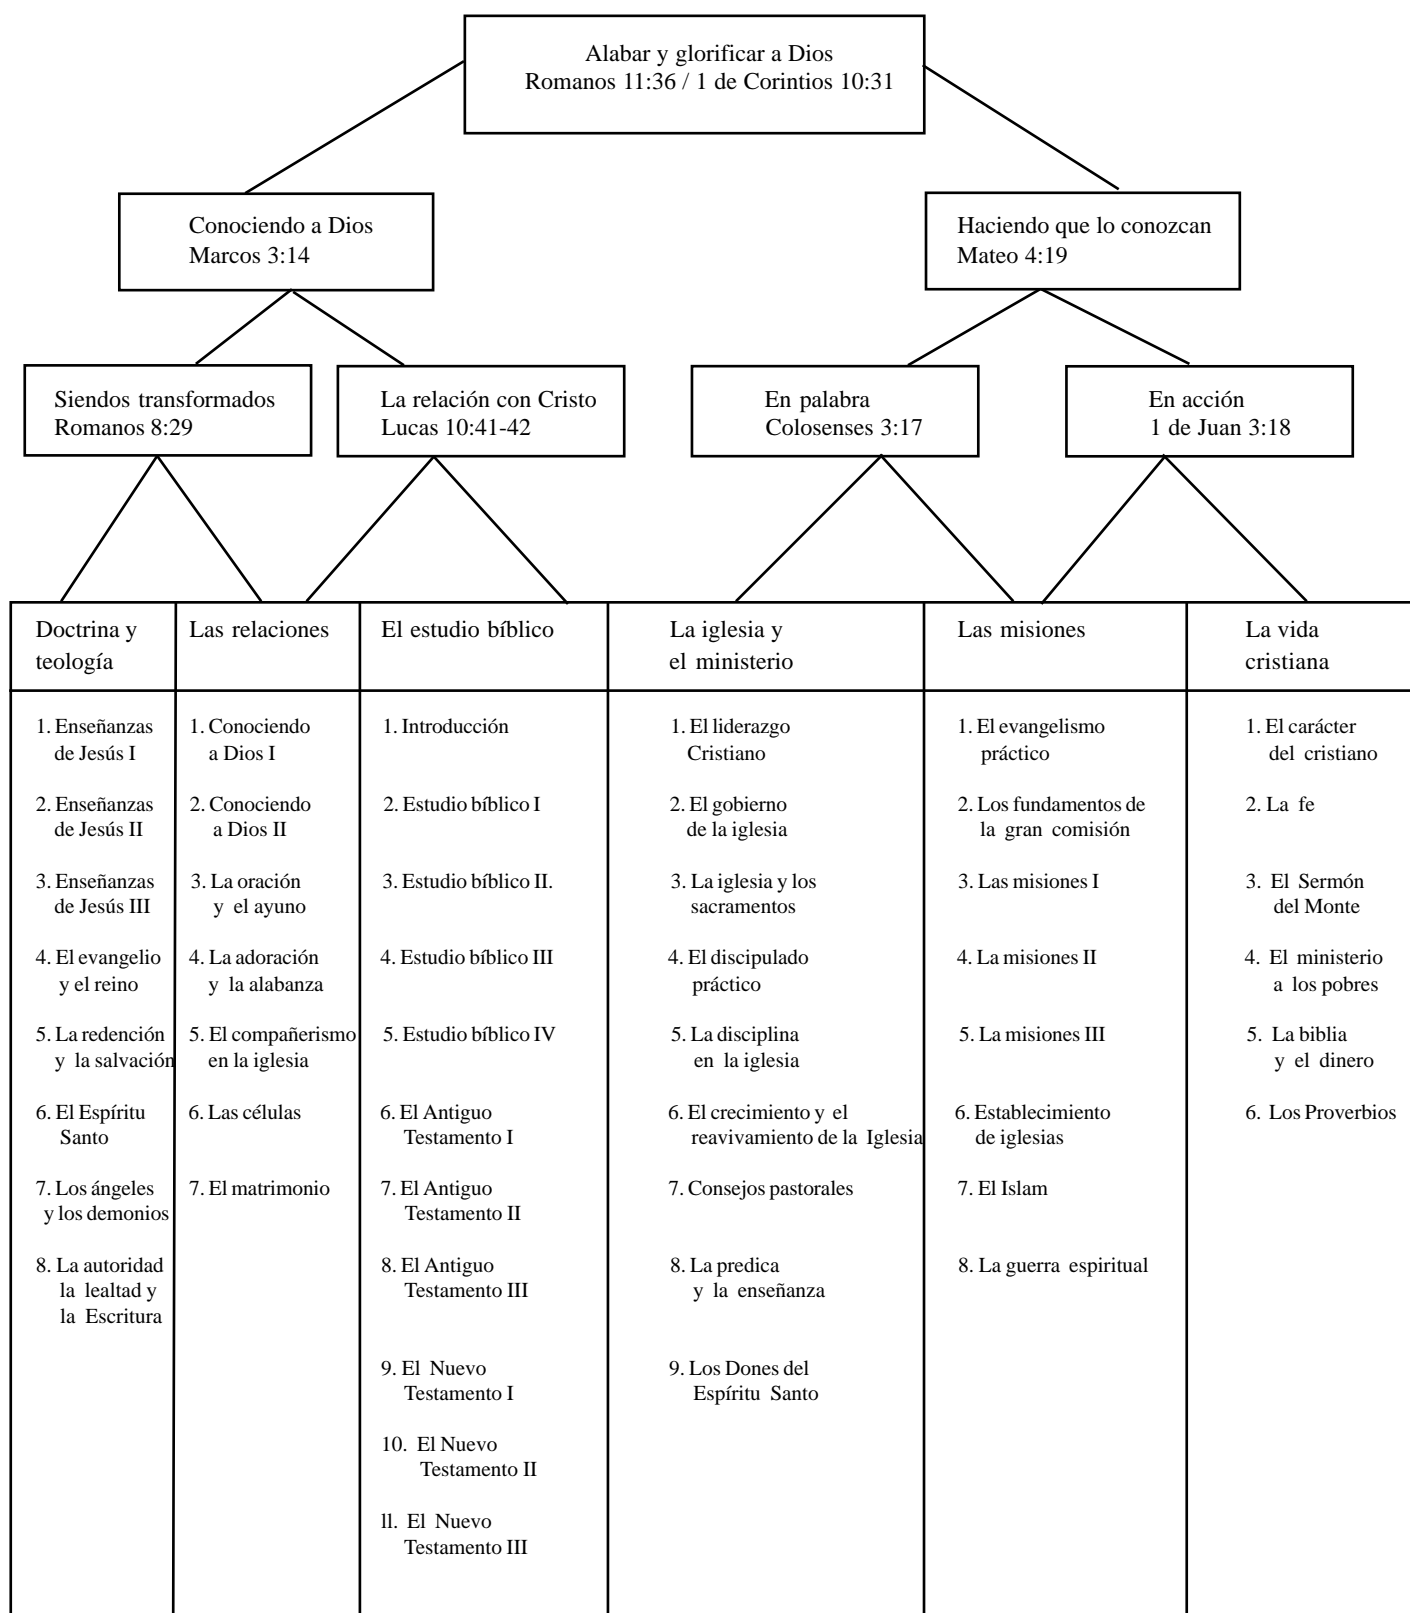 Alabar y glorificar a Dios
Romanos 11:36 / 1 de Corintios 10:31
Conociendo a Dios
Marcos 3:14
Haciendo que lo conozcan
Mateo 4:19
Siendos transformados
Romanos 8:29
La relación con Cristo
Lucas 10:41-42
En palabra
Colosenses 3:17
En acción
1 de Juan 3:18
Doctrina y
teología
1. Enseñanzas
de Jesús I
2. Enseñanzas
de Jesús II
3. Enseñanzas
de Jesús III
4. El evangelio
y el reino
5. La redención
y la salvación
6. El Espíritu
Santo
7. Los ángeles
y los demonios
8. La autoridad
la lealtad y
la Escritura
Las relaciones
1. Conociendo
a Dios I
2. Conociendo
a Dios II
3. La oración
y el ayuno
4. La adoración
y la alabanza
5. El compañerismo
en la iglesia
6. Las células
7. El matrimonio
El estudio bíblico
1. Introducción
2. Estudio bíblico I
3. Estudio bíblico II.
4. Estudio bíblico III
5. Estudio bíblico IV
6. El Antiguo
Testamento I
7. El Antiguo
Testamento II
8. El Antiguo
Testamento III
9. El Nuevo
Testamento I
10. El Nuevo
Testamento II
ll. El Nuevo
Testamento III
La iglesia y
el ministerio
1. El liderazgo
Cristiano
2. El gobierno
de la iglesia
3. La iglesia y los
sacramentos
4. El discipulado
práctico
5. La disciplina
en la iglesia
6. El crecimiento y el
reavivamiento de la Iglesia
7. Consejos pastorales
8. La predica
y la enseñanza
9. Los Dones del
Espíritu Santo
Las misiones
1. El evangelismo
práctico
2. Los fundamentos de
la gran comisión
3. Las misiones I
4. La misiones II
5. La misiones III
6. Establecimiento
de iglesias
7. El Islam
8. La guerra espiritual
La vida
cristiana
1. El carácter
del cristiano
2. La fe
3. El Sermón
del Monte
4. El ministerio
a los pobres
5. La biblia
y el dinero
6. Los Proverbios